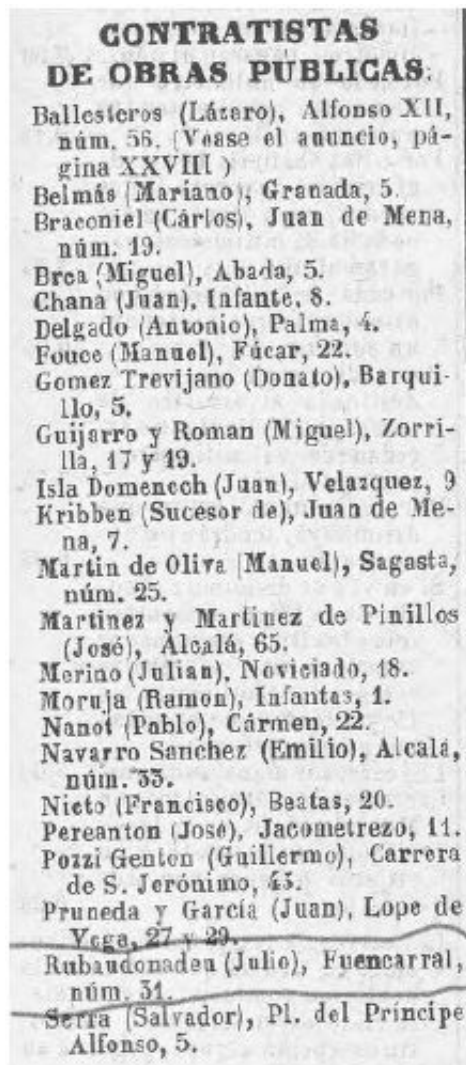 CONTRATISTAS
DE OBRAS PUBLICAS.
Ballesteros (Lázaro), Alfonso XII,
núm. 56. (Vease el anuncio, pá-
gina XXVIII)
Belmás (Mariano), Granada, 5.
Braconiel (Cárlos), Juan de Mena,
núm. 19.
Brea (Miguel), Abada, 5.
Chana (Juan), Infante, 8.
Delgado (Antonio), Palma, 4.
Fouce (Manuel), Fúcar, 22.
Gomez Trevijano (Donato), Barqui-
llo, 5.
Guijarro y Roman (Miguel), Zorri-
lla, 17 y 19.
Isla Domenech (Juan), Velazquez, 9
Kribben (Sucesor de), Juan de Me-
na, 7.
Martin de Oliva (Manuel), Sagasta,
núm. 25.
Martinez y Martinez de Pinillos
(José), Alcalá, 65.
Merino (Julian), Noviciado, 18.
Moruja (Ramon), Infantas, 1.
Nanot (Pablo), Cármen, 22.
Navarro Sanchez (Emilio), Alcalá,
núm. 33.
Nieto (Francisco), Beatas, 20.
Pereanton (José), Jacometrezo, 11.
Pozzi Genton (Guillermo), Carrera
de S. Jerónimo, 43.
Pruneda y García (Juan), Lope de
Vega, 27 y 29.
Rubaudonadeu (Julio), Fuencarral,
núm. 31.
Serra (Salvador), Pl. del Príncipe
Alfonso, 5.